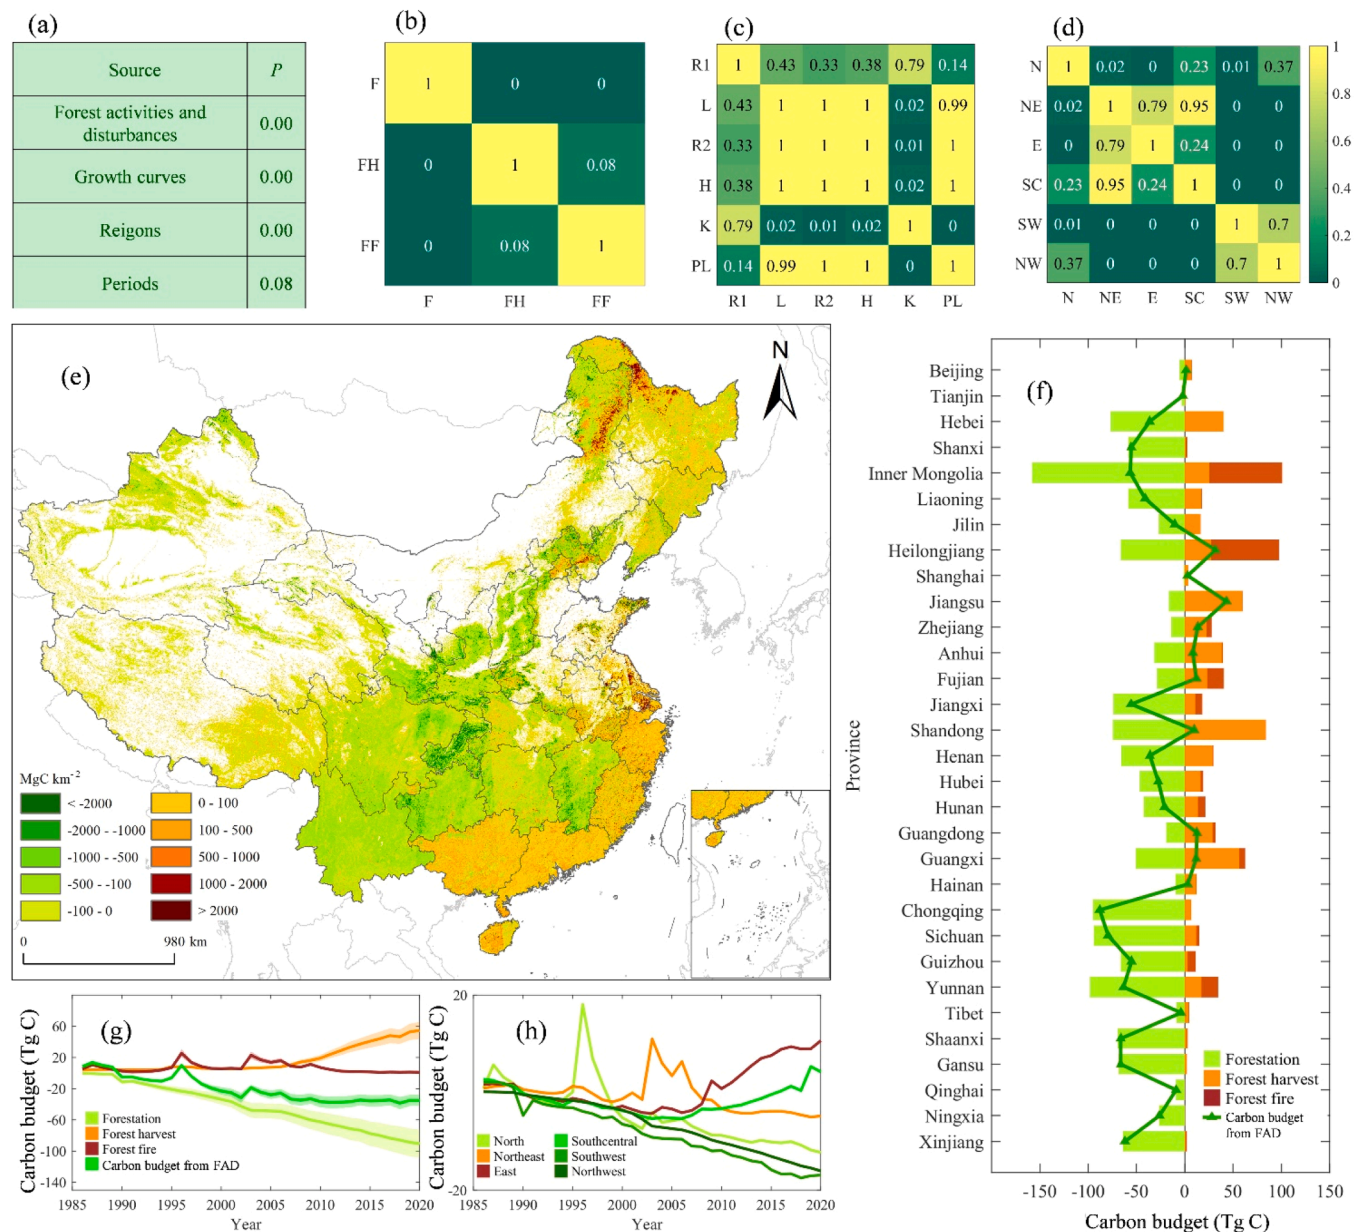 (a)
Source P
Forest activities and
disturbances 0.00
Growth curves 0.00
Reigons 0.00
Periods 0.08
(b)
F 1 0 0
FH 0 1 0.08
FF 0 0.08 1
F FH FF
(c)
R1 1 0.43 0.33 0.38 0.79 0.14
L 0.43 1 1 1 0.02 0.99
R2 0.33 1 1 1 0.01 1
H 0.38 1 1 1 0.02 1
K 0.79 0.02 0.01 0.02 1 0
PL 0.14 0.99 1 1 0 1
R1 L R2 H K PL
(d)
N 1 0.02 0 0.23 0.01 0.37
NE 0.02 1 0.79 0.95 0 0
E 0 0.79 1 0.24 0 0
SC 0.23 0.95 0.24 1 0 0
SW 0.01 0 0 0 1 0.7
NW 0.37 0 0 0 0.7 1
N NE E SC SW NW
1
0.8
0.6
0.4
0.2
0
(e)
N
MgC km-2
< -2000
-2000 - -1000
-1000 - -500
-500 - -100
-100 - 0
0 - 100
100 - 500
500 - 1000
1000 - 2000
> 2000
0 980 km
(f)
Province
Beijing
Tianjin
Hebei
Shanxi
Inner Mongolia
Liaoning
Jilin
Heilongjiang
Shanghai
Jiangsu
Zhejiang
Anhui
Fujian
Jiangxi
Shandong
Henan
Hubei
Hunan
Guangdong
Guangxi
Hainan
Chongqing
Sichuan
Guizhou
Yunnan
Tibet
Shaanxi
Gansu
Qinghai
Ningxia
Xinjiang
Forestation
Forest harvest
Forest fire
Carbon budget
from FAD
-150 -100 -50 0 50 100 150
Carbon budget (Tg C)
(g)
Carbon budget (Tg C)
60
20
-20
-60
-100
-140
Forestation
Forest harvest
Forest fire
Carbon budget from FAD
1985 1990 1995 2000 2005 2010 2015 2020
Year
(h)
Carbon budget (Tg C)
20
-20
North
Northeast
East
Southcentral
Southwest
Northwest
1985 1990 1995 2000 2005 2010 2015 2020
Year